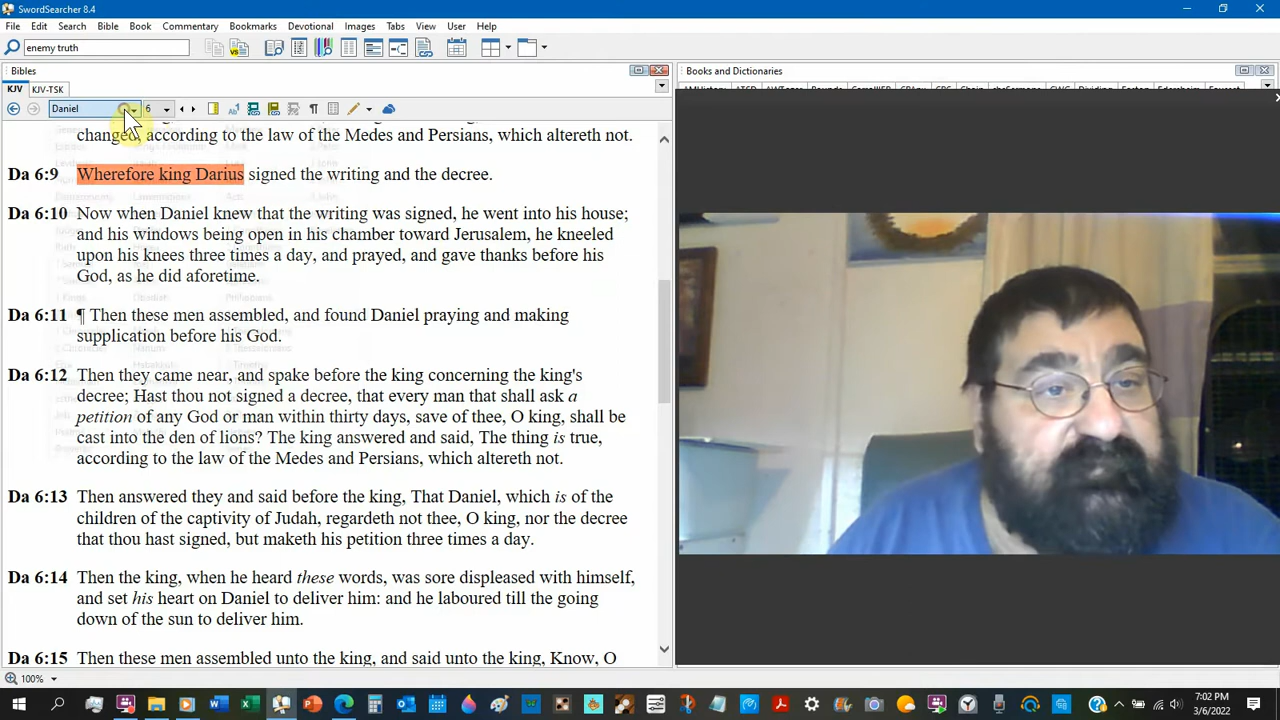 SwordSearcher 8.4
File Edit Search Bible Book Commentary Bookmarks Devotional Images Tabs View User Help
enemy truth
Bibles
Books and Dictionaries
KJV KJV-TSK
Daniel 6
changed, according to the law of the Medes and Persians, which altereth not.
Da 6:9 Wherefore king Darius signed the writing and the decree.
Da 6:10 Now when Daniel knew that the writing was signed, he went into his house;
and his windows being open in his chamber toward Jerusalem, he kneeled
upon his knees three times a day, and prayed, and gave thanks before his
God, as he did aforetime.
Da 6:11 ¶ Then these men assembled, and found Daniel praying and making
supplication before his God.
Da 6:12 Then they came near, and spake before the king concerning the king's
decree; Hast thou not signed a decree, that every man that shall ask a
petition of any God or man within thirty days, save of thee, O king, shall be
cast into the den of lions? The king answered and said, The thing is true,
according to the law of the Medes and Persians, which altereth not.
Da 6:13 Then answered they and said before the king, That Daniel, which is of the
children of the captivity of Judah, regardeth not thee, O king, nor the decree
that thou hast signed, but maketh his petition three times a day.
Da 6:14 Then the king, when he heard these words, was sore displeased with himself,
and set his heart on Daniel to deliver him: and he laboured till the going
down of the sun to deliver him.
Da 6:15 Then these men assembled unto the king, and said unto the king, Know, O
100%
7:02 PM
3/6/2022